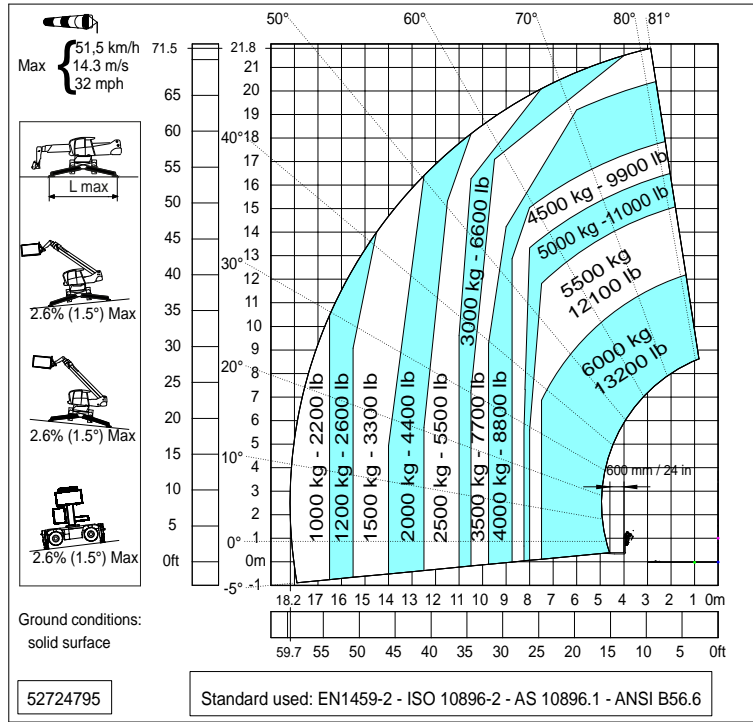 Max
51,5 km/h
14.3 m/s
32 mph
L max
2.6% (1.5°) Max
2.6% (1.5°) Max
2.6% (1.5°) Max
Ground conditions:
solid surface
52724795
71.5
65
60
55
50
45
40
35
30
25
20
15
10
5
0ft
21.8
21
20
19
18
17
16
15
14
13
12
11
10
9
8
7
6
5
4
3
2
1
0m
-1
50°
60°
70°
80°
81°
40°
30°
20°
10°
0°
-5°
1000 kg - 2200 lb
1200 kg - 2600 lb
1500 kg - 3300 lb
2000 kg - 4400 lb
2500 kg - 5500 lb
3000 kg - 6600 lb
3500 kg - 7700 lb
4000 kg - 8800 lb
4500 kg - 9900 lb
5000 kg -11000 lb
5500 kg
12100 lb
6000 kg
13200 lb
600 mm / 24 in
18.2 17 16 15 14 13 12 11 10 9 8 7 6 5 4 3 2 1 0m
59.7 55 50 45 40 35 30 25 20 15 10 5 0ft
Standard used: EN1459-2 - ISO 10896-2 - AS 10896.1 - ANSI B56.6